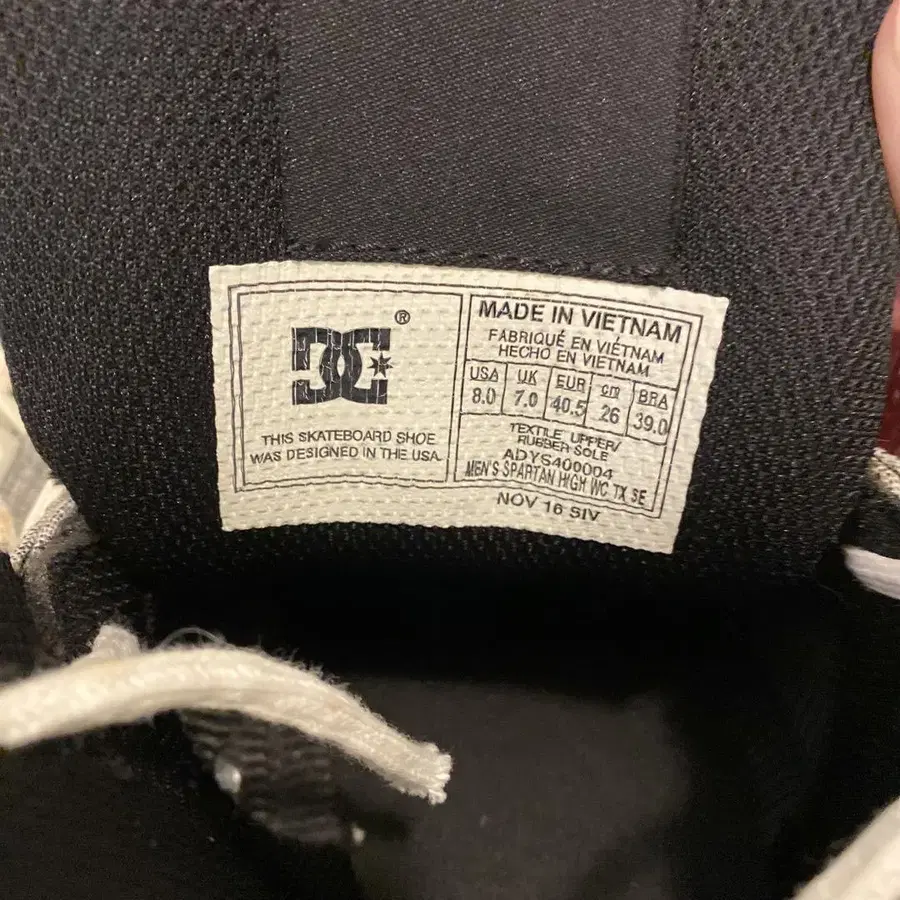 DC
®
THIS SKATEBOARD SHOE
WAS DESIGNED IN THE USA.
MADE IN VIETNAM
FABRIQUÉ EN VIÉTNAM
HECHO EN VIETNAM
USA UK EUR cm BRA
8.0 7.0 40.5 26 39.0
TEXTILE UPPER/
RUBBER SOLE
ADYS400004
MEN'S SPARTAN HIGH WC TX SE
NOV 16 SIV